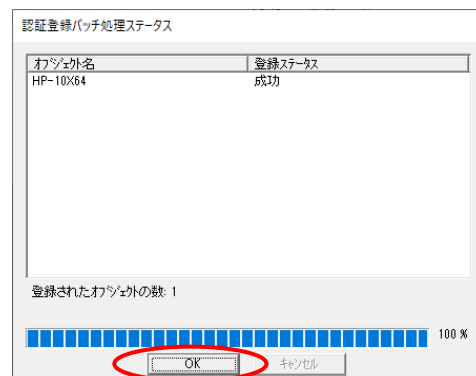 認証登録バッチ処理ステータス
オブジェクト名 登録ステータス
HP-10X64 成功
登録されたオブジェクトの数: 1
100 %
OK キャンセル